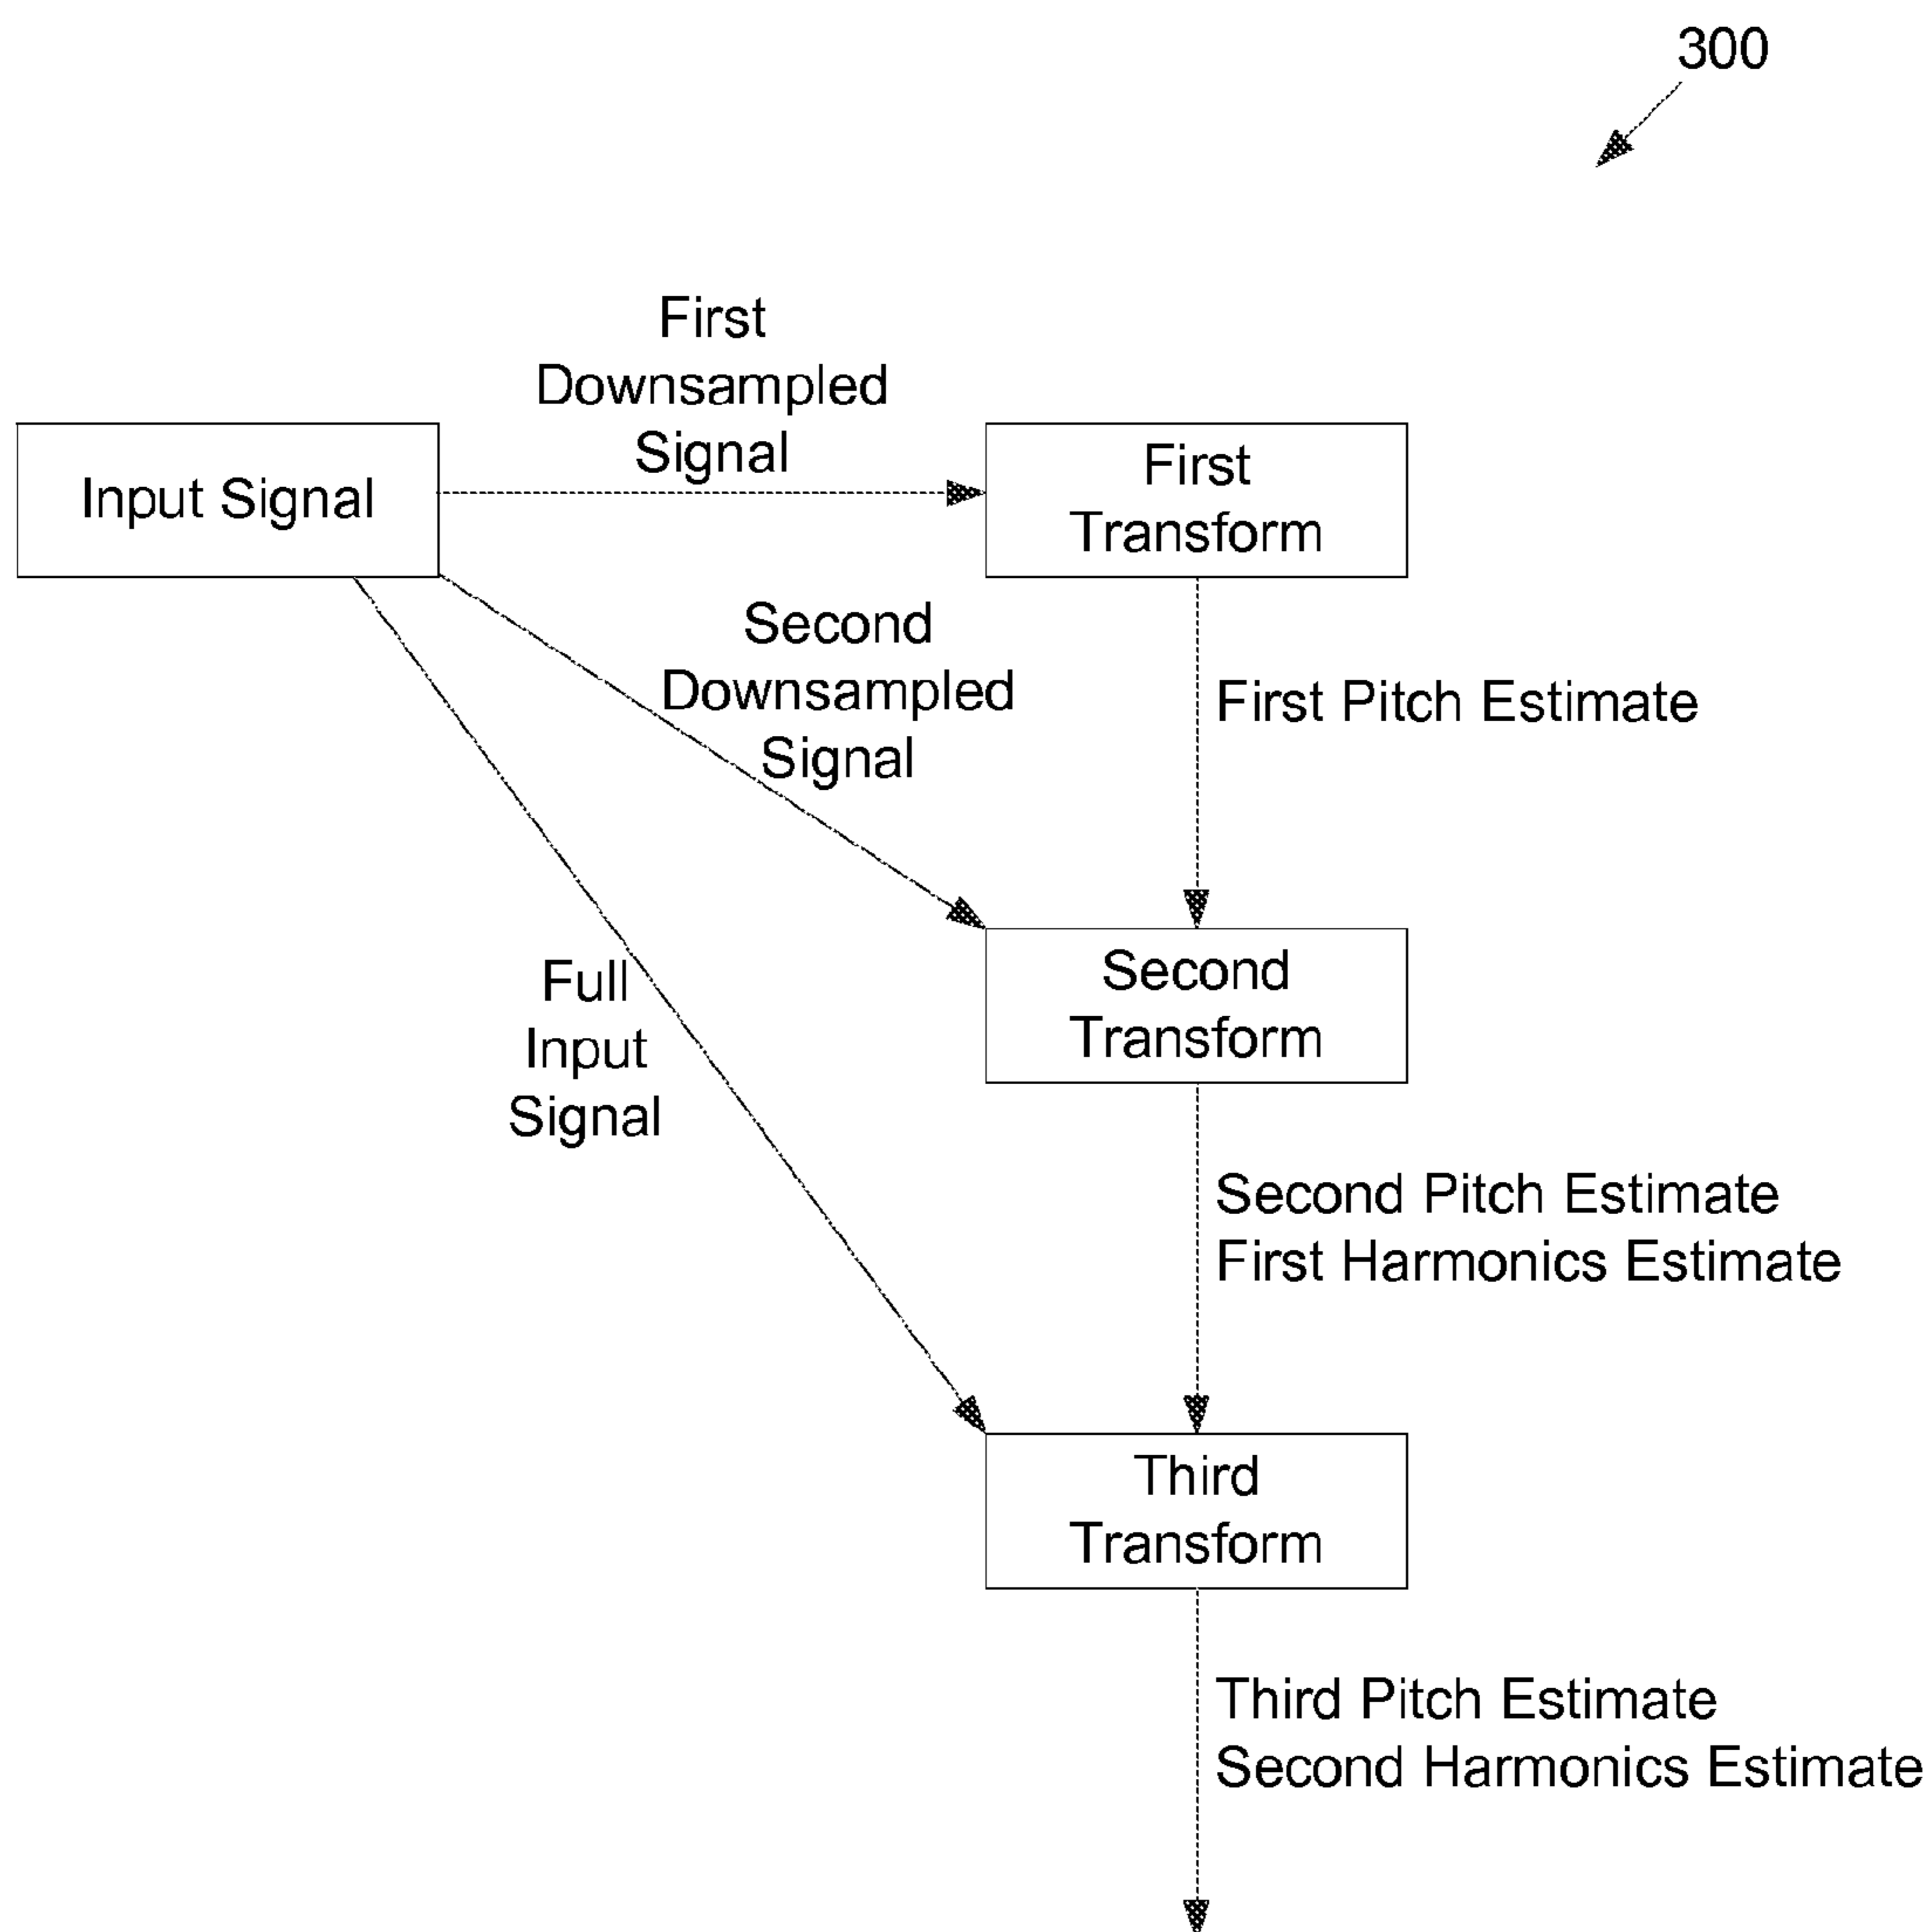 300
First
Downsampled
Signal
Input Signal
First
Transform
Second
Downsampled
Signal
First Pitch Estimate
Full
Input
Signal
Second
Transform
Second Pitch Estimate
First Harmonics Estimate
Third
Transform
Third Pitch Estimate
Second Harmonics Estimate